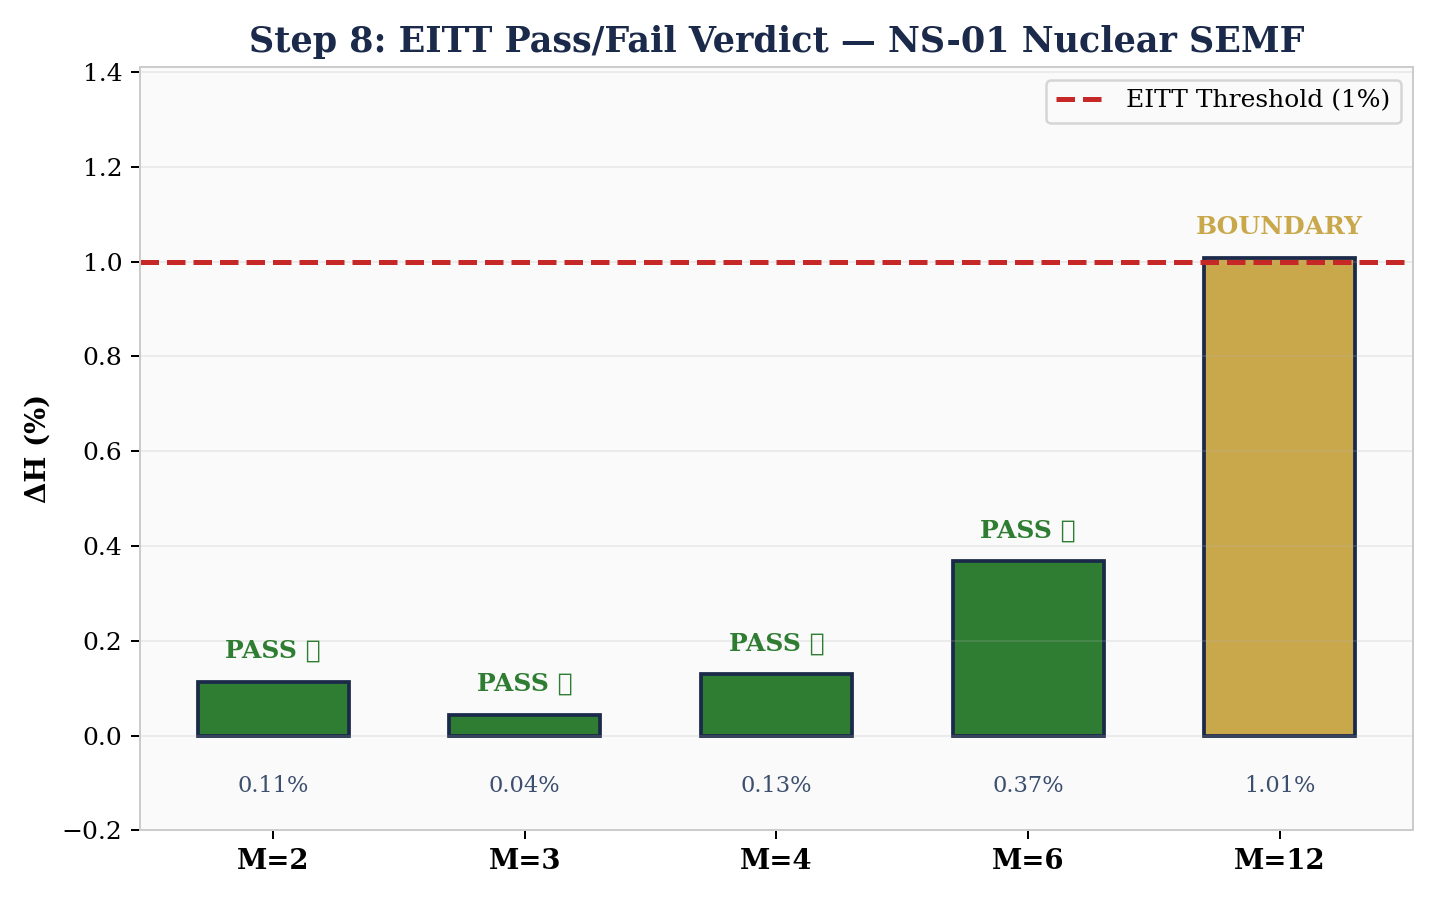 Step 8: EITT Pass/Fail Verdict — NS-01 Nuclear SEMF
EITT Threshold (1%)
ΔH (%)
1.4
1.2
1.0
0.8
0.6
0.4
0.2
0.0
−0.2
BOUNDARY
PASS
PASS
PASS
PASS
0.11%
0.04%
0.13%
0.37%
1.01%
M=2
M=3
M=4
M=6
M=12